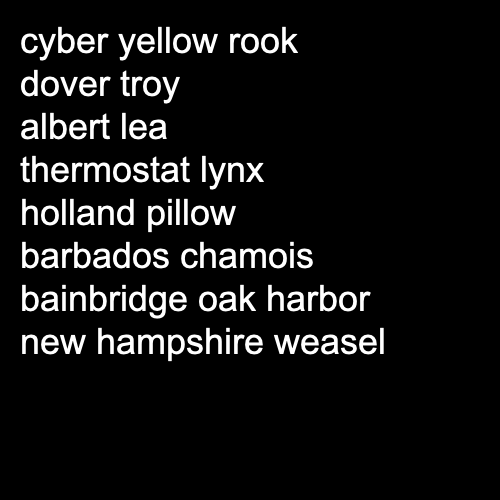 cyber yellow rook
dover troy
albert lea
thermostat lynx
holland pillow
barbados chamois
bainbridge oak harbor
new hampshire weasel